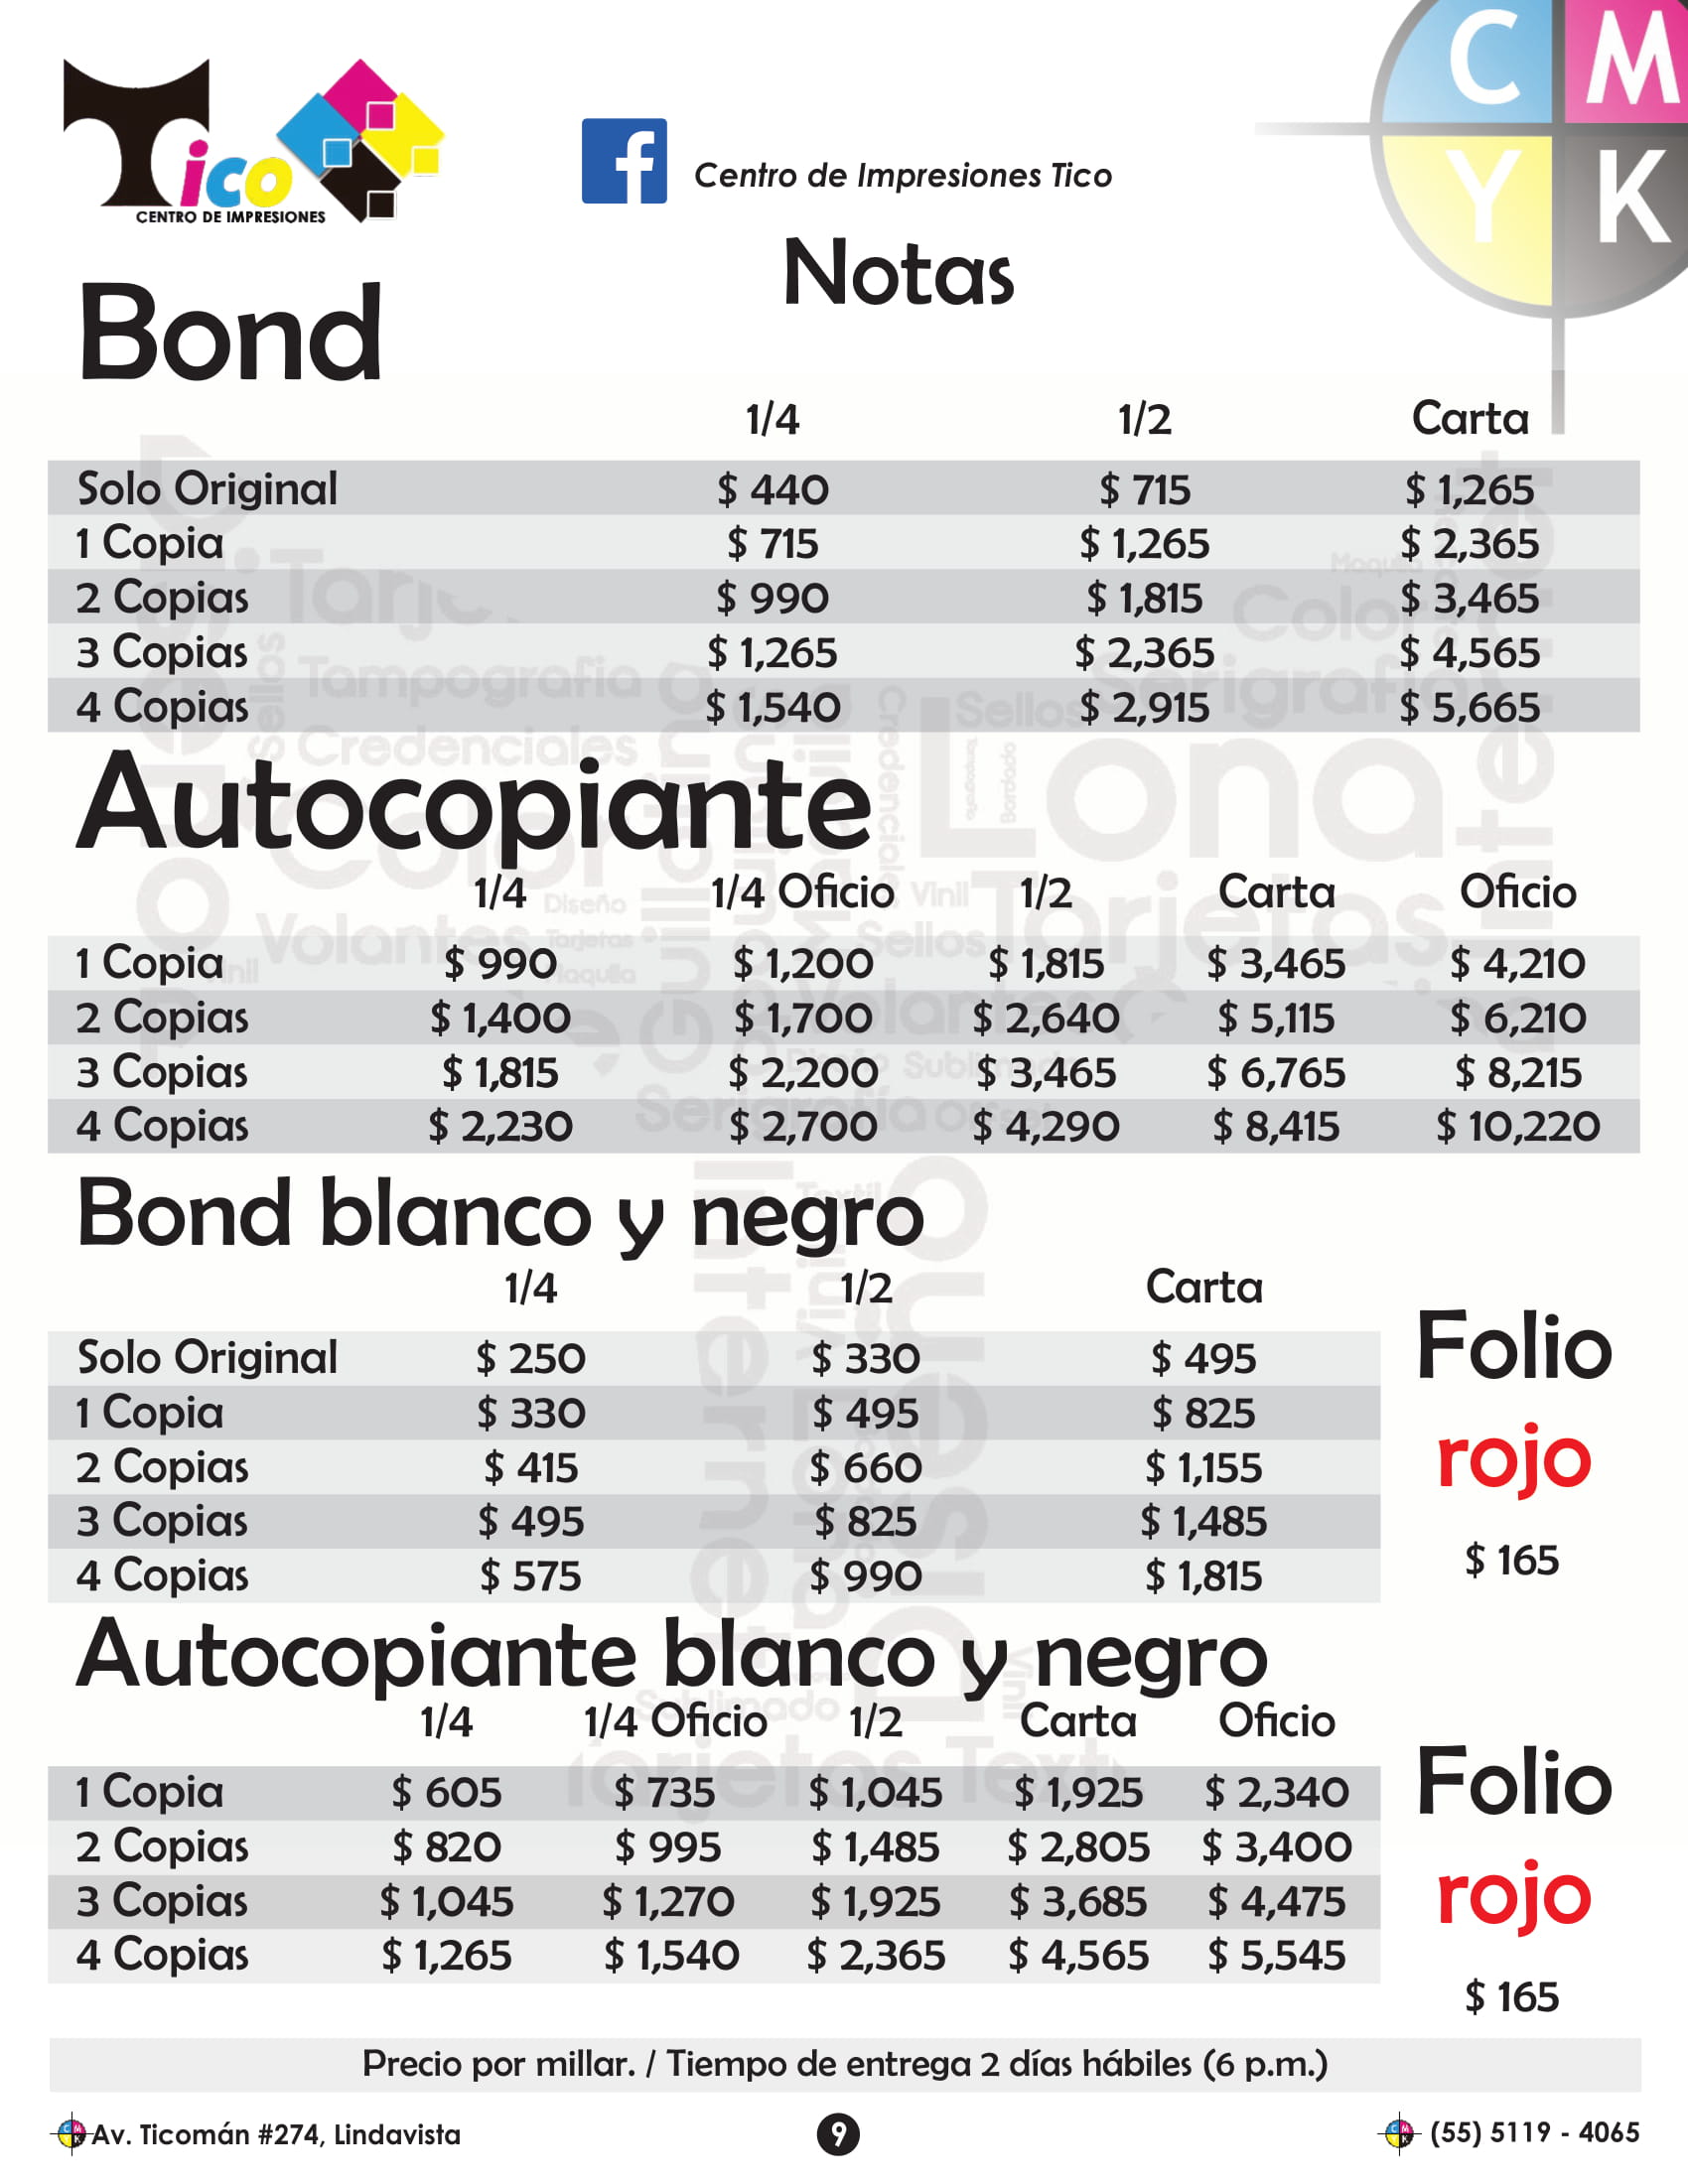 Tico
CENTRO DE IMPRESIONES
Centro de Impresiones Tico
C M
Y K
Notas
Bond
1/4 1/2 Carta
Solo Original $ 440 $ 715 $ 1,265
1 Copia $ 715 $ 1,265 $ 2,365
2 Copias $ 990 $ 1,815 $ 3,465
3 Copias $ 1,265 $ 2,365 $ 4,565
4 Copias $ 1,540 $ 2,915 $ 5,665
Autocopiante
1/4 1/4 Oficio 1/2 Carta Oficio
1 Copia $ 990 $ 1,200 $ 1,815 $ 3,465 $ 4,210
2 Copias $ 1,400 $ 1,700 $ 2,640 $ 5,115 $ 6,210
3 Copias $ 1,815 $ 2,200 $ 3,465 $ 6,765 $ 8,215
4 Copias $ 2,230 $ 2,700 $ 4,290 $ 8,415 $ 10,220
Bond blanco y negro
1/4 1/2 Carta
Solo Original $ 250 $ 330 $ 495
1 Copia $ 330 $ 495 $ 825
2 Copias $ 415 $ 660 $ 1,155
3 Copias $ 495 $ 825 $ 1,485
4 Copias $ 575 $ 990 $ 1,815
Folio
rojo
$ 165
Autocopiante blanco y negro
1/4 1/4 Oficio 1/2 Carta Oficio
1 Copia $ 605 $ 735 $ 1,045 $ 1,925 $ 2,340
2 Copias $ 820 $ 995 $ 1,485 $ 2,805 $ 3,400
3 Copias $ 1,045 $ 1,270 $ 1,925 $ 3,685 $ 4,475
4 Copias $ 1,265 $ 1,540 $ 2,365 $ 4,565 $ 5,545
Folio
rojo
$ 165
Precio por millar. / Tiempo de entrega 2 días hábiles (6 p.m.)
Av. Ticomán #274, Lindavista
9
(55) 5119 - 4065